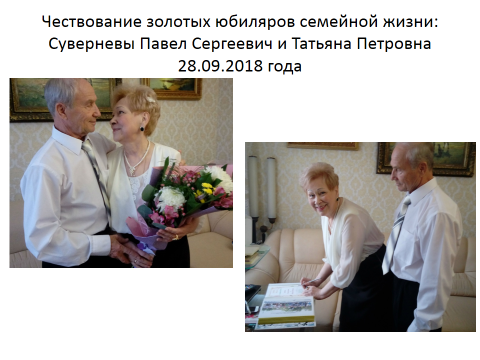 Чествование золотых юбиляров семейной жизни:
Суверневы Павел Сергеевич и Татьяна Петровна
28.09.2018 года